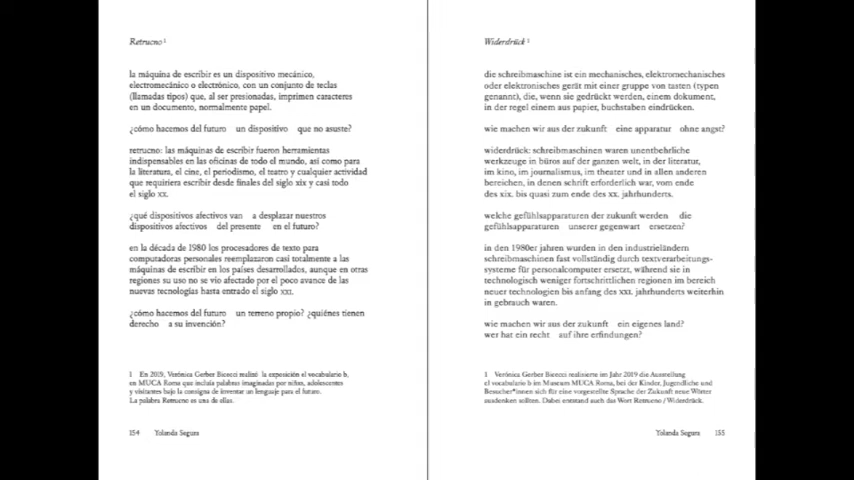 Retrucno¹
la máquina de escribir es un dispositivo mecánico,
electromecánico o electrónico, con un conjunto de teclas
(llamadas tipos) que, al ser presionadas, imprimen caracteres
en un documento, normalmente papel.
¿cómo hacemos del futuro un dispositivo que no asuste?
retrucno: las máquinas de escribir fueron herramientas
indispensables en las oficinas de todo el mundo, así como para
la literatura, el cine, el periodismo, el teatro y cualquier actividad
que requiriera escribir desde finales del siglo xix y casi todo
el siglo xx.
¿qué dispositivos afectivos van a desplazar nuestros
dispositivos afectivos del presente en el futuro?
en la década de 1980 los procesadores de texto para
computadoras personales reemplazaron casi totalmente a las
máquinas de escribir en los países desarrollados, aunque en otras
regiones su uso no se vio afectado por el poco avance de las
nuevas tecnologías hasta entrado el siglo xxi.
¿cómo hacemos del futuro un terreno propio? ¿quiénes tienen
derecho a su invención?
1 En 2019, Verónica Gerber Bicecci realizó la exposición el vocabulario b,
en MUCA Roma que incluía palabras imaginadas por niñxs, adolescentes
y visitantes bajo la consigna de inventar un lenguaje para el futuro.
La palabra Retrucno es una de ellas.
154 Yolanda Segura
Widerdrück¹
die schreibmaschine ist ein mechanisches, elektromechanisches
oder elektronisches gerät mit einer gruppe von tasten (typen
genannt), die, wenn sie gedrückt werden, einem dokument,
in der regel einem aus papier, buchstaben eindrücken.
wie machen wir aus der zukunft eine apparatur ohne angst?
widerdrück: schreibmaschinen waren unentbehrliche
werkzeuge in büros auf der ganzen welt, in der literatur,
im kino, im journalismus, im theater und in allen anderen
bereichen, in denen schrift erforderlich war, vom ende
des xix. bis quasi zum ende des xx. jahrhunderts.
welche gefühlsapparaturen der zukunft werden die
gefühlsapparaturen unserer gegenwart ersetzen?
in den 1980er jahren wurden in den industrieländern
schreibmaschinen fast vollständig durch textverarbeitungs-
systeme für personalcomputer ersetzt, während sie in
technologisch weniger fortschrittlichen regionen im bereich
neuer technologien bis anfang des xxi. jahrhunderts weiterhin
in gebrauch waren.
wie machen wir aus der zukunft ein eigenes land?
wer hat ein recht auf ihre erfindungen?
1 Verónica Gerber Bicecci realisierte im Jahr 2019 die Ausstellung
el vocabulario b im Museum MUCA Roma, bei der Kinder, Jugendliche und
Besucher*innen sich für eine vorgestellte Sprache der Zukunft neue Wörter
ausdenken sollten. Dabei entstand auch das Wort Retrucno / Widerdrück.
Yolanda Segura 155